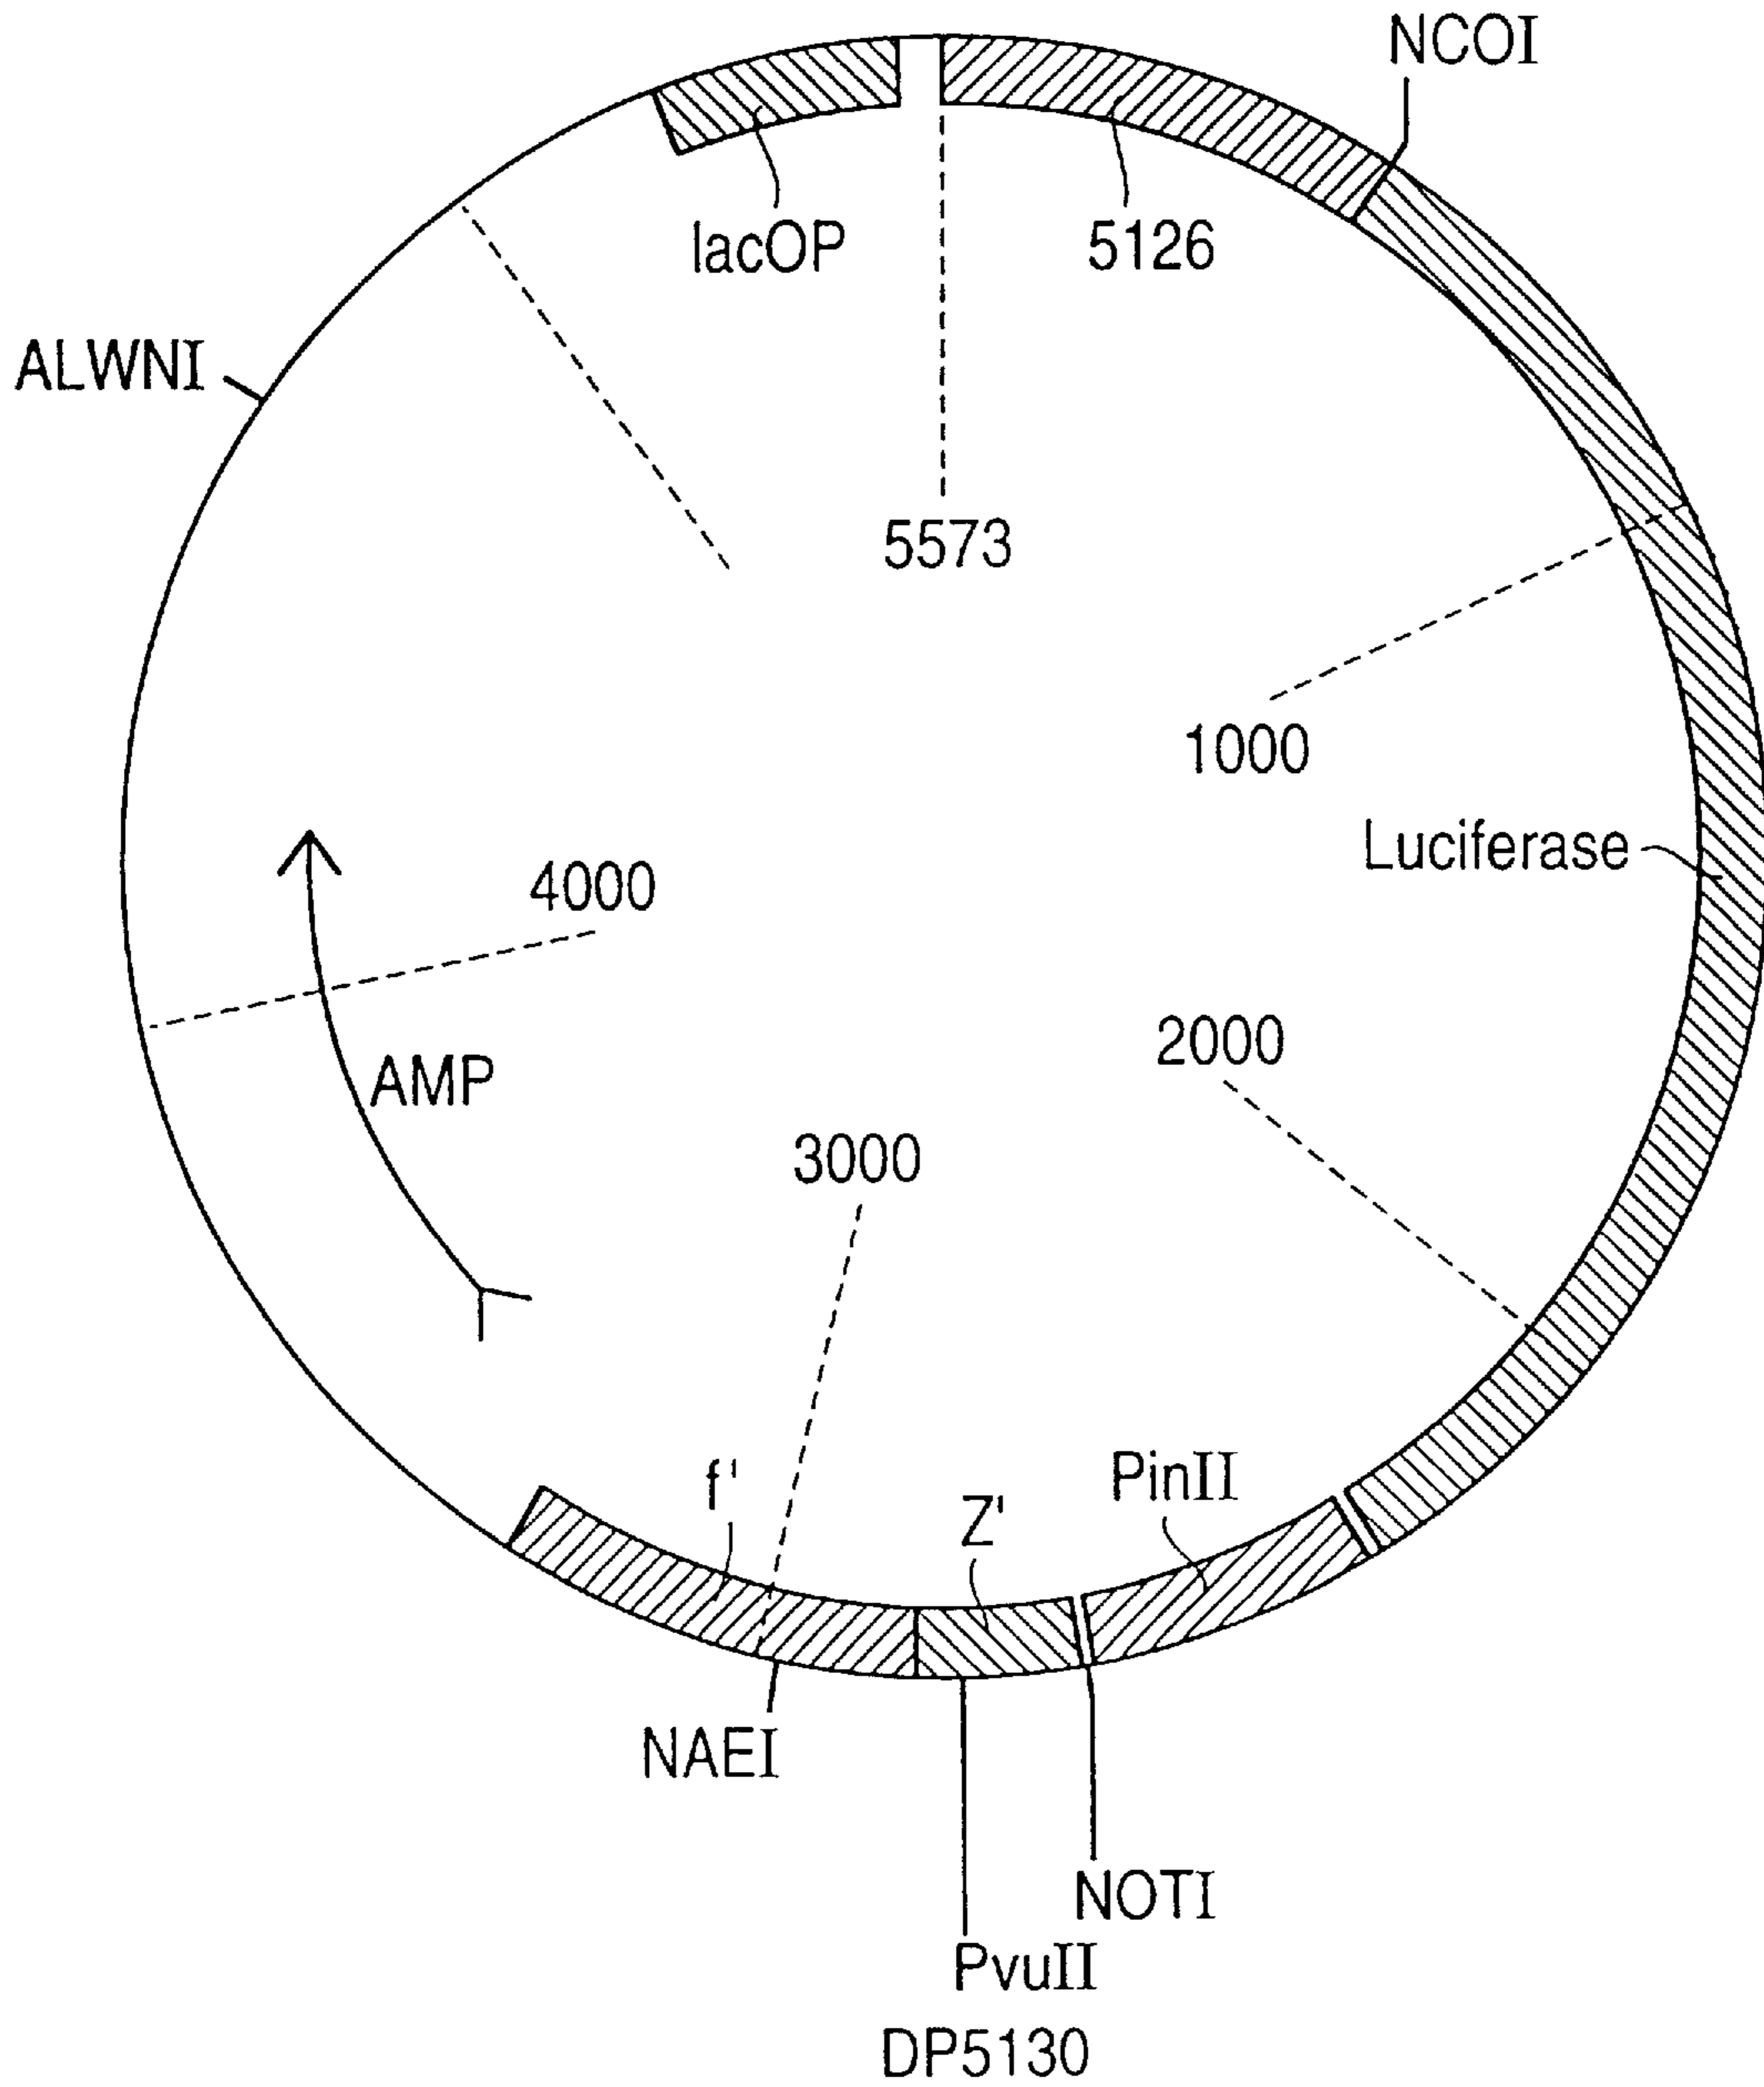 NCOI
lacOP
5126
ALWNI
5573
1000
Luciferase
4000
2000
AMP
3000
PinII
f'
Z'
NAEI
NOTI
PvuII
DP5130